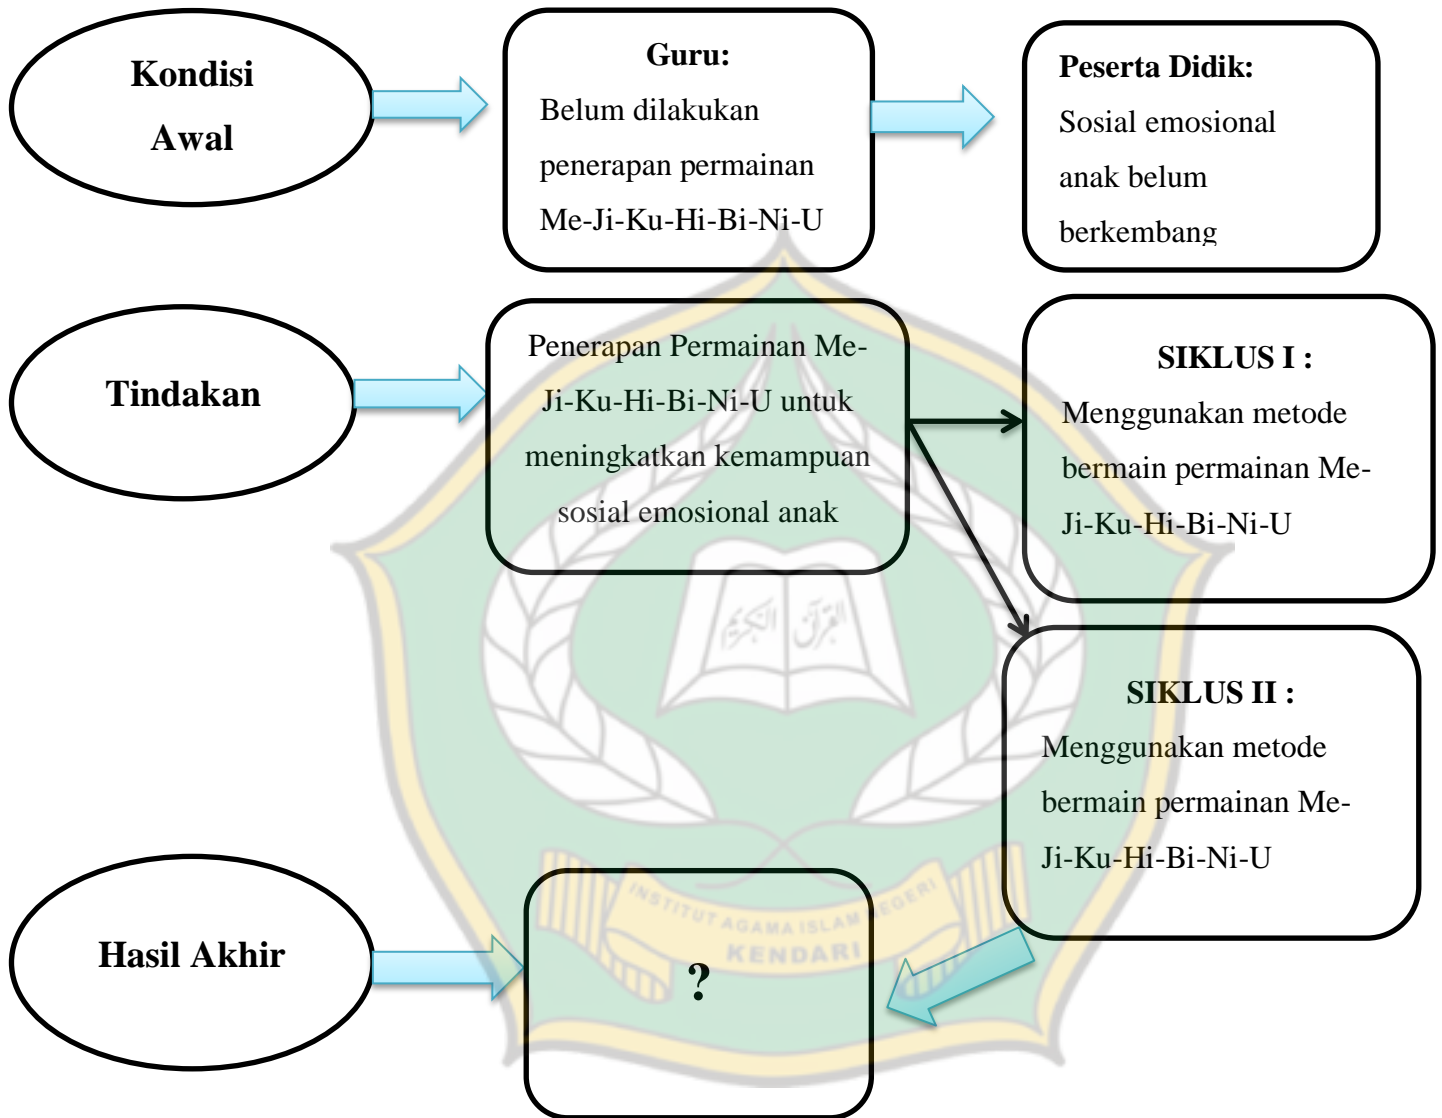 Kondisi
Awal
Guru:
Belum dilakukan
penerapan permainan
Me-Ji-Ku-Hi-Bi-Ni-U
Peserta Didik:
Sosial emosional
anak belum
berkembang
Tindakan
Penerapan Permainan Me-
Ji-Ku-Hi-Bi-Ni-U untuk
meningkatkan kemampuan
sosial emosional anak
SIKLUS I :
Menggunakan metode
bermain permainan Me-
Ji-Ku-Hi-Bi-Ni-U
SIKLUS II :
Menggunakan metode
bermain permainan Me-
Ji-Ku-Hi-Bi-Ni-U
Hasil Akhir
?
القرآن الكريم
INSTITUT AGAMA ISLAM NEGERI
KENDARI